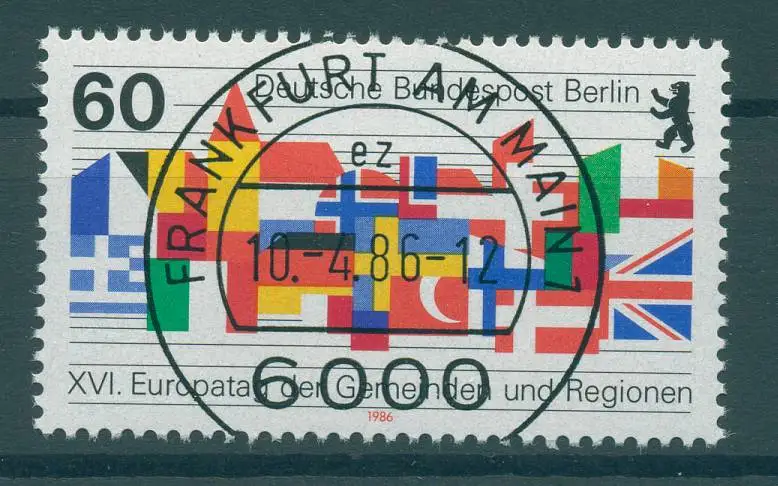 60
Deutsche Bundespost Berlin
FRANKFURT AM MAIN 1
ez
10.-4.86-12
6000
XVI. Europatag der Gemeinden und Regionen
1986